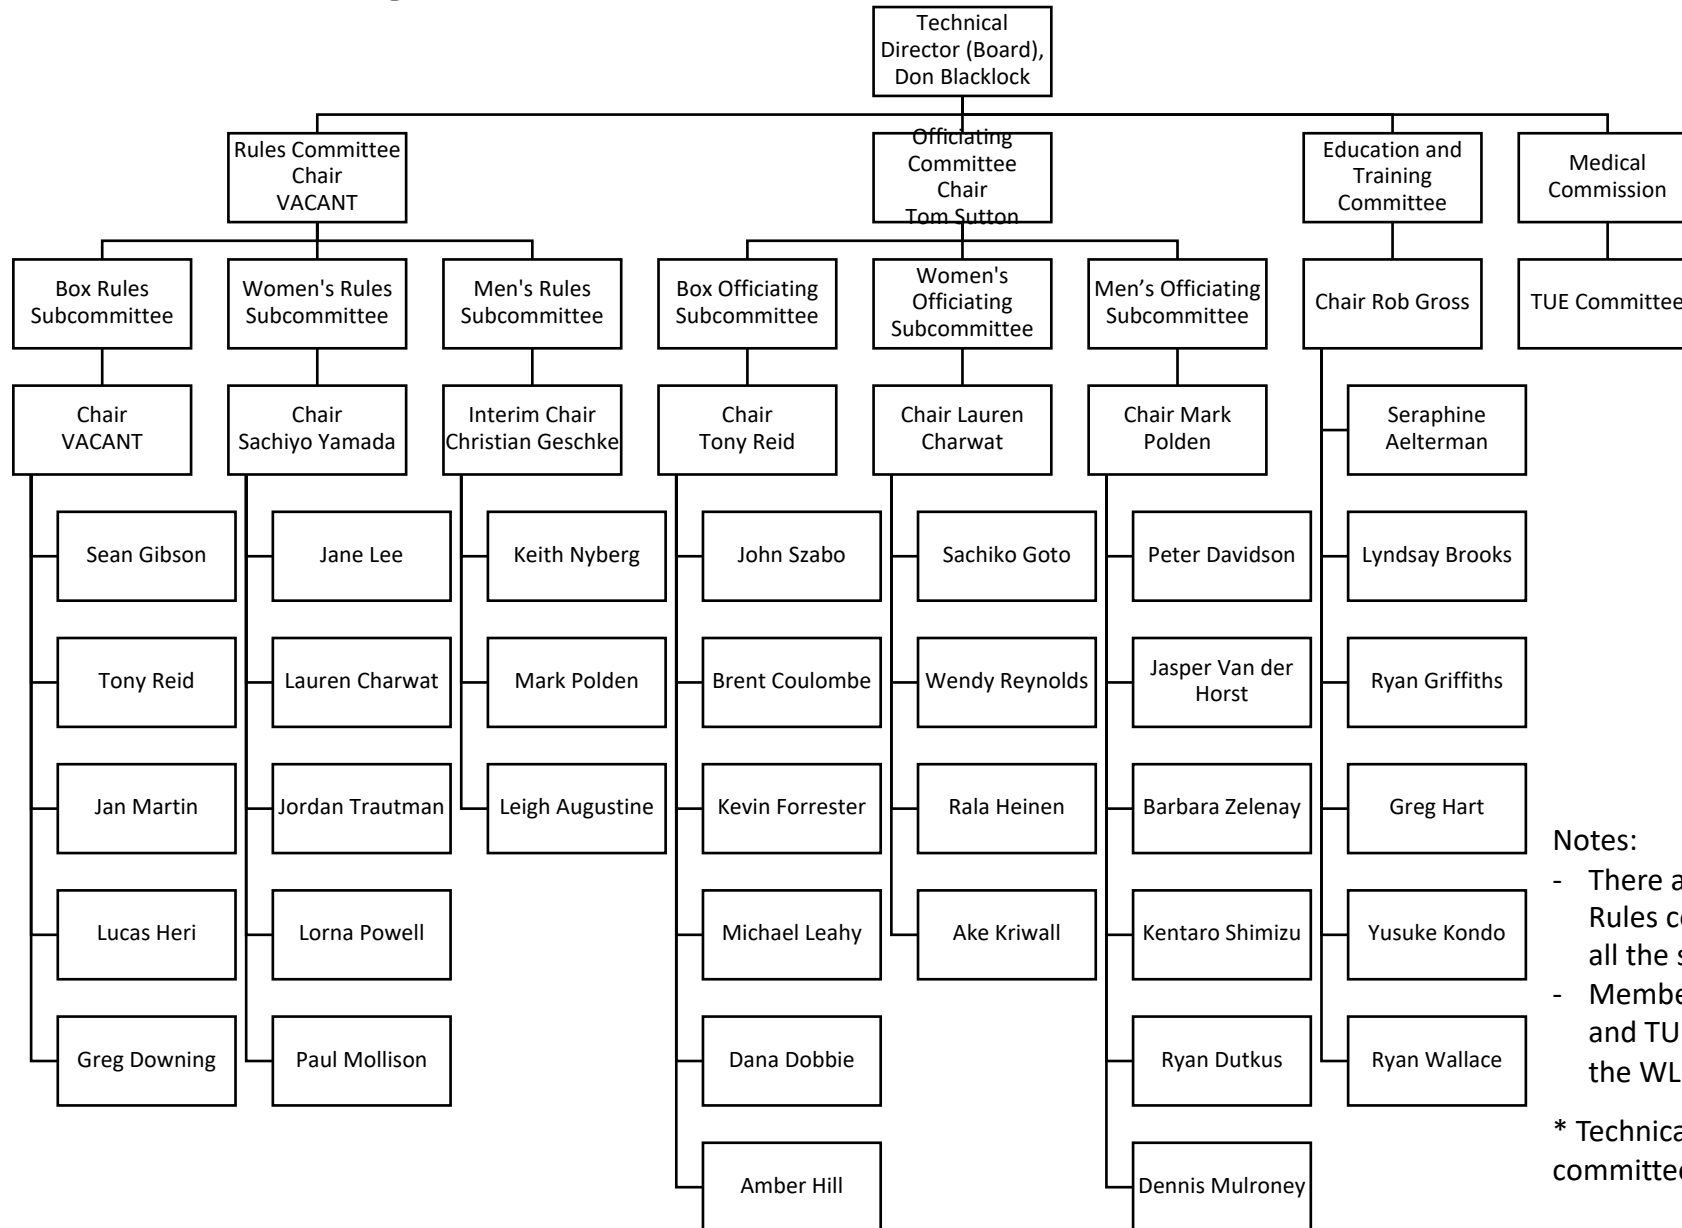 Technical
Director (Board),
Don Blacklock
Rules Committee
Chair
VACANT
Officiating
Committee
Chair
Tom Sutton
Education and
Training
Committee
Medical
Commission
Box Rules
Subcommittee
Women's Rules
Subcommittee
Men's Rules
Subcommittee
Box Officiating
Subcommittee
Women's
Officiating
Subcommittee
Men’s Officiating
Subcommittee
Chair Rob Gross
TUE Committee
Chair
VACANT
Chair
Sachiyo Yamada
Interim Chair
Christian Geschke
Chair
Tony Reid
Chair Lauren
Charwat
Chair Mark
Polden
Seraphine
Aelterman
Sean Gibson
Jane Lee
Keith Nyberg
John Szabo
Sachiko Goto
Peter Davidson
Lyndsay Brooks
Tony Reid
Lauren Charwat
Mark Polden
Brent Coulombe
Wendy Reynolds
Jasper Van der
Horst
Ryan Griffiths
Jan Martin
Jordan Trautman
Leigh Augustine
Kevin Forrester
Rala Heinen
Barbara Zelenay
Greg Hart
Lucas Heri
Lorna Powell
Michael Leahy
Ake Kriwall
Kentaro Shimizu
Yusuke Kondo
Greg Downing
Paul Mollison
Dana Dobbie
Ryan Dutkus
Ryan Wallace
Amber Hill
Dennis Mulroney
Notes:
- There
Rules
all the
-
and
the
*